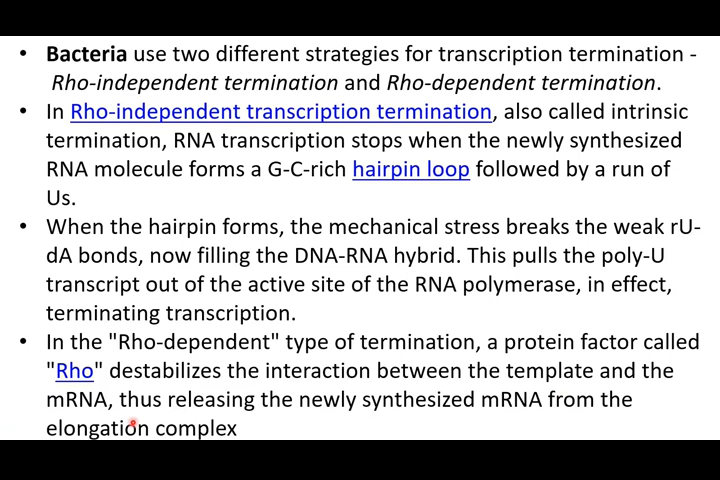 • Bacteria use two different strategies for transcription termination -
Rho-independent termination and Rho-dependent termination.
• In Rho-independent transcription termination, also called intrinsic
termination, RNA transcription stops when the newly synthesized
RNA molecule forms a G-C-rich hairpin loop followed by a run of
Us.
• When the hairpin forms, the mechanical stress breaks the weak rU-
dA bonds, now filling the DNA-RNA hybrid. This pulls the poly-U
transcript out of the active site of the RNA polymerase, in effect,
terminating transcription.
• In the "Rho-dependent" type of termination, a protein factor called
"Rho" destabilizes the interaction between the template and the
mRNA, thus releasing the newly synthesized mRNA from the
elongation complex